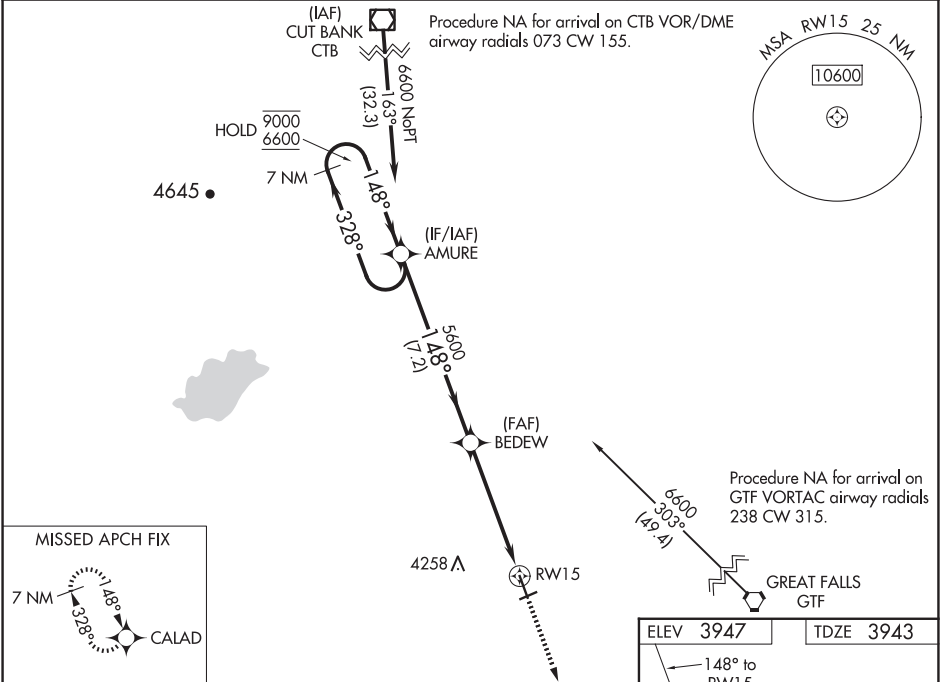 (IAF)
CUT BANK
CTB
Procedure NA for arrival on CTB VOR/DME
airway radials 073 CW 155.
MSA RW15 25 NM
10600
6600 NoPT
163°
(32.3)
HOLD 9000
6600
7 NM
148°
328°
4645
(IF/IAF)
AMURE
5600
148°
(7.2)
(FAF)
BEDEW
Procedure NA for arrival on
GTF VORTAC airway radials
238 CW 315.
6600
303°
(49.4)
GREAT FALLS
GTF
4258
RW15
MISSED APCH FIX
7 NM
148°
328°
CALAD
ELEV 3947
TDZE 3943
148° to
RW15